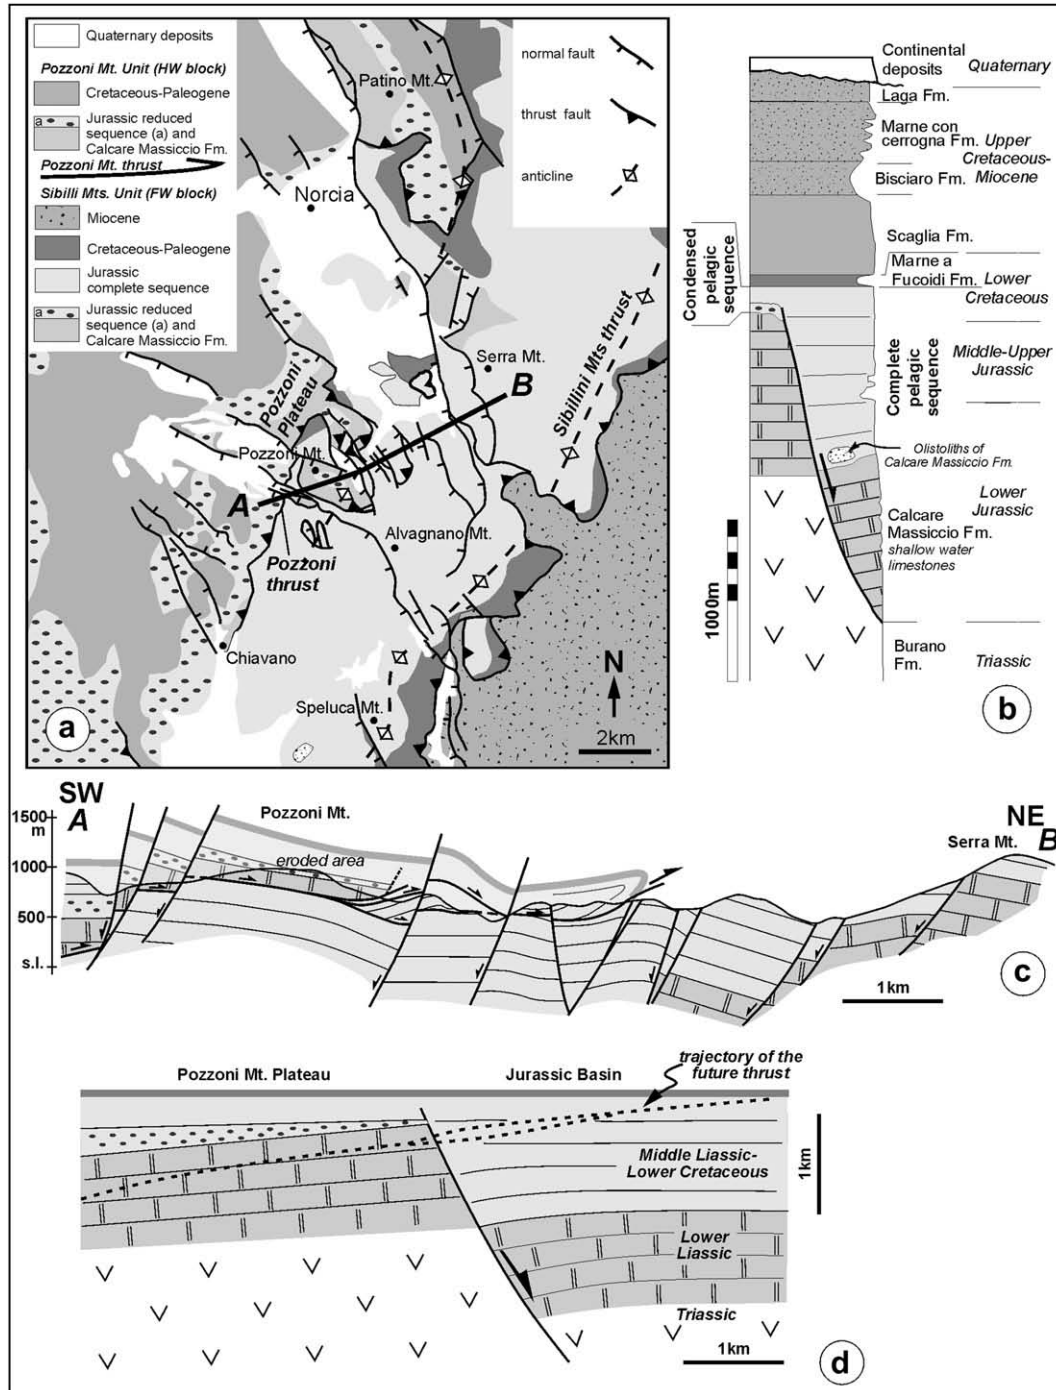 Quaternary deposits
Pozzoni Mt. Unit (HW block)
Cretaceous-Paleogene
a
Jurassic reduced
sequence (a) and
Calcare Massiccio Fm.
Pozzoni Mt. thrust
Sibilli Mts. Unit (FW block)
Miocene
Cretaceous-Paleogene
Jurassic
complete sequence
a
Jurassic reduced
sequence (a) and
Calcare Massiccio Fm.
normal fault
thrust fault
anticline
Patino Mt.
Norcia
Serra Mt.
B
Sibillini Mts thrust
Pozzoni
Plateau
Pozzoni Mt.
A
Alvagnano Mt.
Pozzoni
thrust
Chiavano
Speluca Mt.
N
2km
a
Continental
deposits
Quaternary
Laga Fm.
Marne con
cerrogna Fm.
Upper
Cretaceous-
Miocene
Bisciaro Fm.
Scaglia Fm.
Marne a
Fucoidi Fm.
Lower
Cretaceous
Condensed
pelagic
sequence
Complete
pelagic
sequence
Middle-Upper
Jurassic
Olistoliths of
Calcare Massiccio Fm.
Lower
Jurassic
Calcare
Massiccio Fm.
shallow water
limestones
1000m
Burano
Fm.
Triassic
b
SW
A
1500
m
1000
500
s.l.
Pozzoni Mt.
eroded area
NE
Serra Mt.
B
1km
c
Pozzoni Mt. Plateau
Jurassic Basin
trajectory of the
future thrust
Middle Liassic-
Lower Cretaceous
1km
Lower
Liassic
Triassic
1km
d